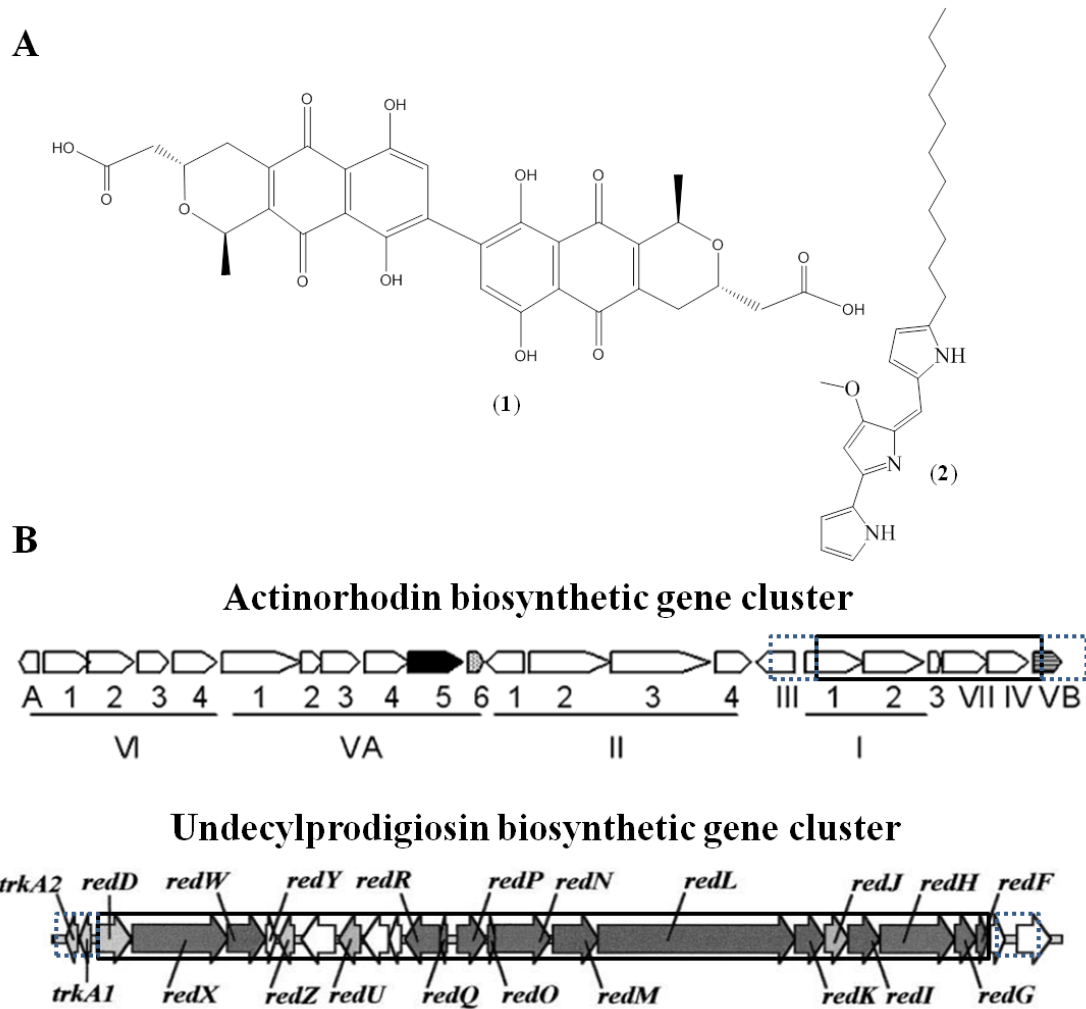 A
HO
O
O
O
OH
O
OH
OH
O
OH
O
O
O
OH
O
(1)
NH
O
N
NH
(2)
B
Actinorhodin biosynthetic gene cluster
A 1 2 3 4 1 2 3 4 5 6 1 2 3 4 III 1 2 3 VII IV VB
VI VA II I
Undecylprodigiosin biosynthetic gene cluster
trkA2 redD redW redY redR redP redN redL redJ redH redF
trkA1 redX redZ redU redQ redO redM redK redI redG